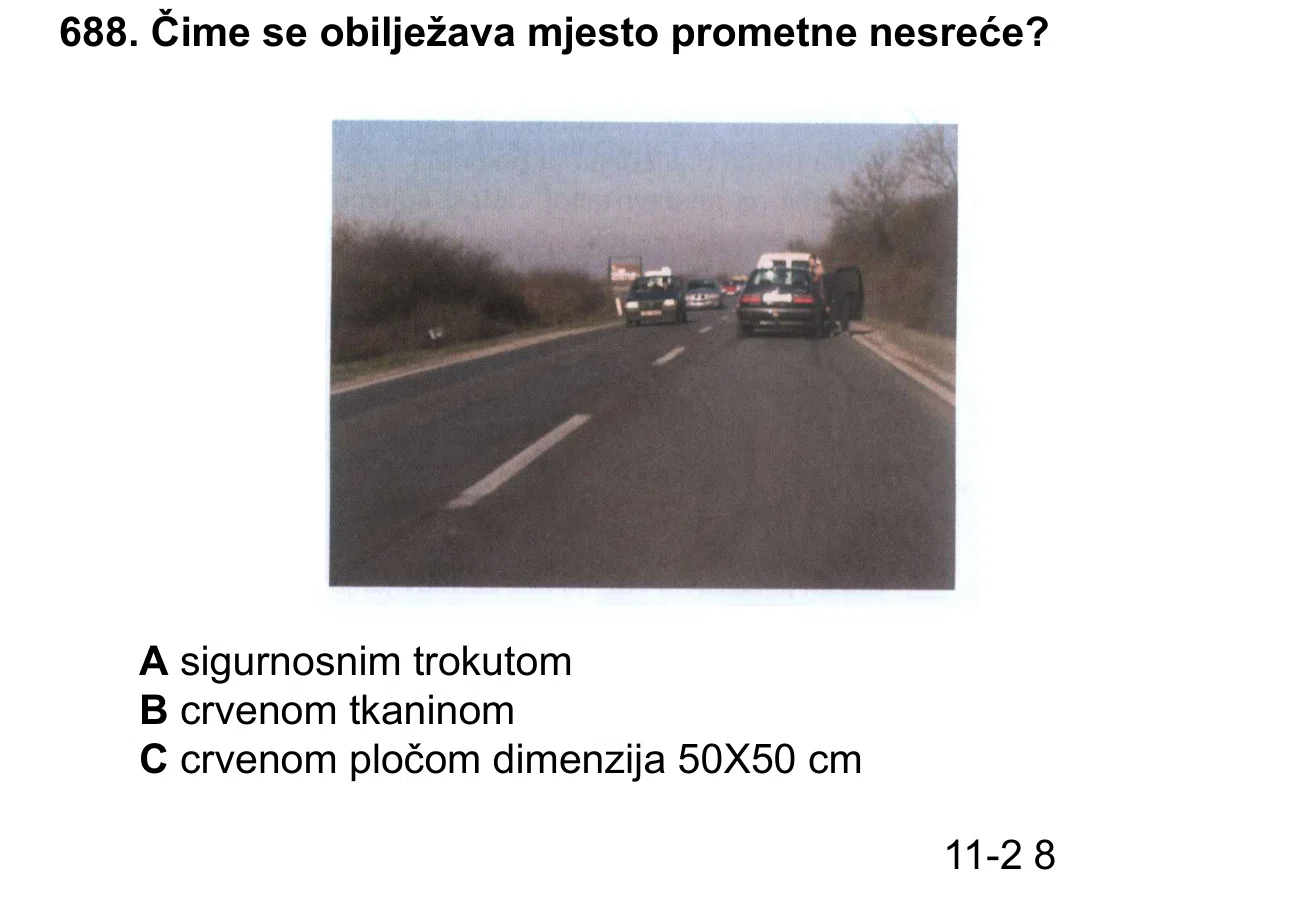 688. Čime se obilježava mjesto prometne nesreće?
A sigurnosnim trokutom
B crvenom tkaninom
C crvenom pločom dimenzija 50X50 cm
11-2 8